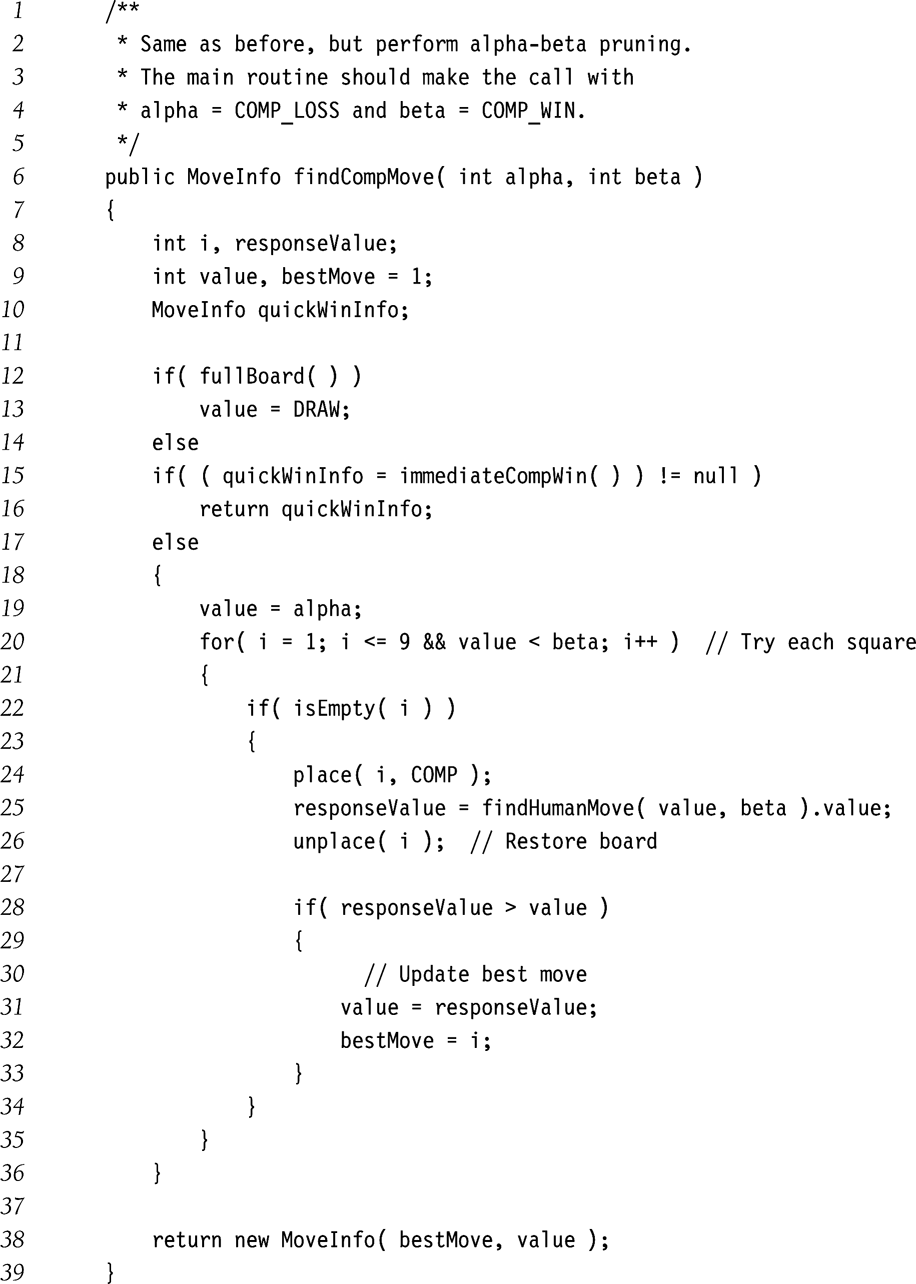 1 /**
2 * Same as before, but perform alpha-beta pruning.
3 * The main routine should make the call with
4 * alpha = COMP_LOSS and beta = COMP_WIN.
5 */
6 public MoveInfo findCompMove( int alpha, int beta )
7 {
8 int i, responseValue;
9 int value, bestMove = 1;
10 MoveInfo quickWinInfo;
11
12 if( fullBoard( ) )
13 value = DRAW;
14 else
15 if( ( quickWinInfo = immediateCompWin( ) ) != null )
16 return quickWinInfo;
17 else
18 {
19 value = alpha;
20 for( i = 1; i <= 9 && value < beta; i++ ) // Try each square
21 {
22 if( isEmpty( i ) )
23 {
24 place( i, COMP );
25 responseValue = findHumanMove( value, beta ).value;
26 unplace( i ); // Restore board
27
28 if( responseValue > value )
29 {
30 // Update best move
31 value = responseValue;
32 bestMove = i;
33 }
34 }
35 }
36 }
37
38 return new MoveInfo( bestMove, value );
39 }